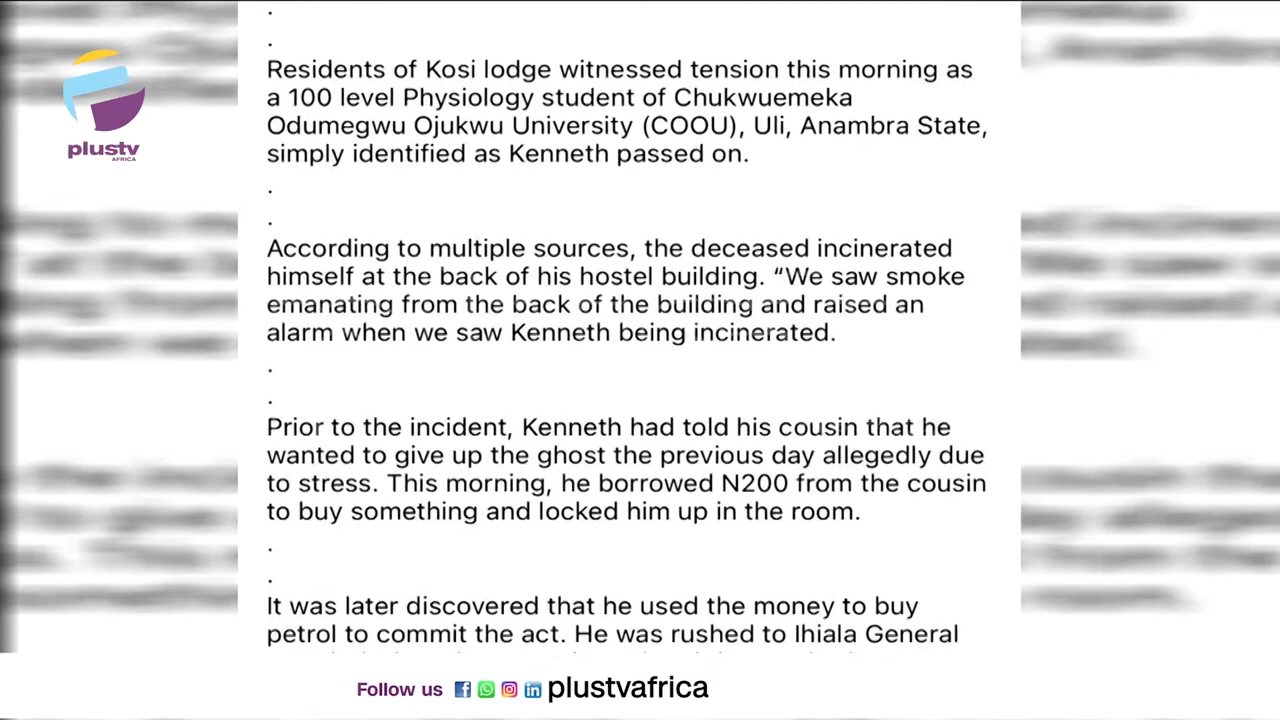 plustv
AFRICA
Residents of Kosi lodge witnessed tension this morning as
a 100 level Physiology student of Chukwuemeka
Odumegwu Ojukwu University (COOU), Uli, Anambra State,
simply identified as Kenneth passed on.
.
.
According to multiple sources, the deceased incinerated
himself at the back of his hostel building. “We saw smoke
emanating from the back of the building and raised an
alarm when we saw Kenneth being incinerated.
.
.
Prior to the incident, Kenneth had told his cousin that he
wanted to give up the ghost the previous day allegedly due
to stress. This morning, he borrowed N200 from the cousin
to buy something and locked him up in the room.
.
.
It was later discovered that he used the money to buy
petrol to commit the act. He was rushed to Ihiala General
Follow us plustvafrica